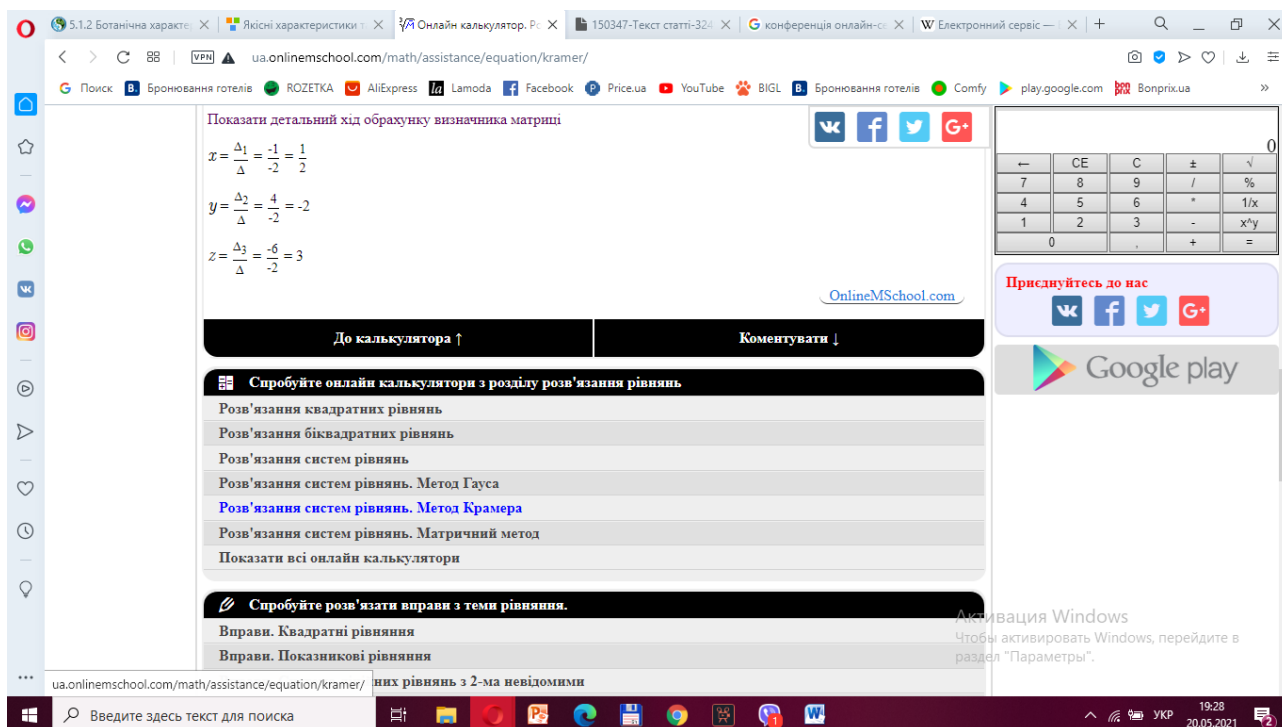 5.1.2 Ботанічна характе
Якісні характеристики т
Онлайн калькулятор. Ро
150347-Текст статті-324
конференція онлайн-се
Електронний сервіс —
VPN ua.onlinemschool.com/math/assistance/equation/kramer/
Поиск Бронювання готелів ROZETKA AliExpress Lamoda Facebook Price.ua YouTube BIGL Бронювання готелів Comfy play.google.com Bonprix.ua »
Показати детальний хід обрахунку визначника матриці
x = Δ1/Δ = -1/-2 = 1/2
y = Δ2/Δ = 4/-2 = -2
z = Δ3/Δ = -6/-2 = 3
OnlineMSchool.com
До калькулятора ↑ Коментувати ↓
Спробуйте онлайн калькулятори з розділу розв'язання рівнянь
Розв'язання квадратних рівнянь
Розв'язання біквадратних рівнянь
Розв'язання систем рівнянь
Розв'язання систем рівнянь. Метод Гауса
Розв'язання систем рівнянь. Метод Крамера
Розв'язання систем рівнянь. Матричний метод
Показати всі онлайн калькулятори
Спробуйте розв'язати вправи з теми рівняння.
Вправи. Квадратні рівняння
Вправи. Показникові рівняння
них рівнянь з 2-ма невідомими
ua.onlinemschool.com/math/assistance/equation/kramer/
0
← CE C ± √
7 8 9 / %
4 5 6 * 1/x
1 2 3 - x^y
0 , + =
Приєднуйтесь до нас
Google play
Активация Windows
Чтобы активировать Windows, перейдите в
раздел "Параметры".
Введите здесь текст для поиска
УКР
19:28
20.05.2021